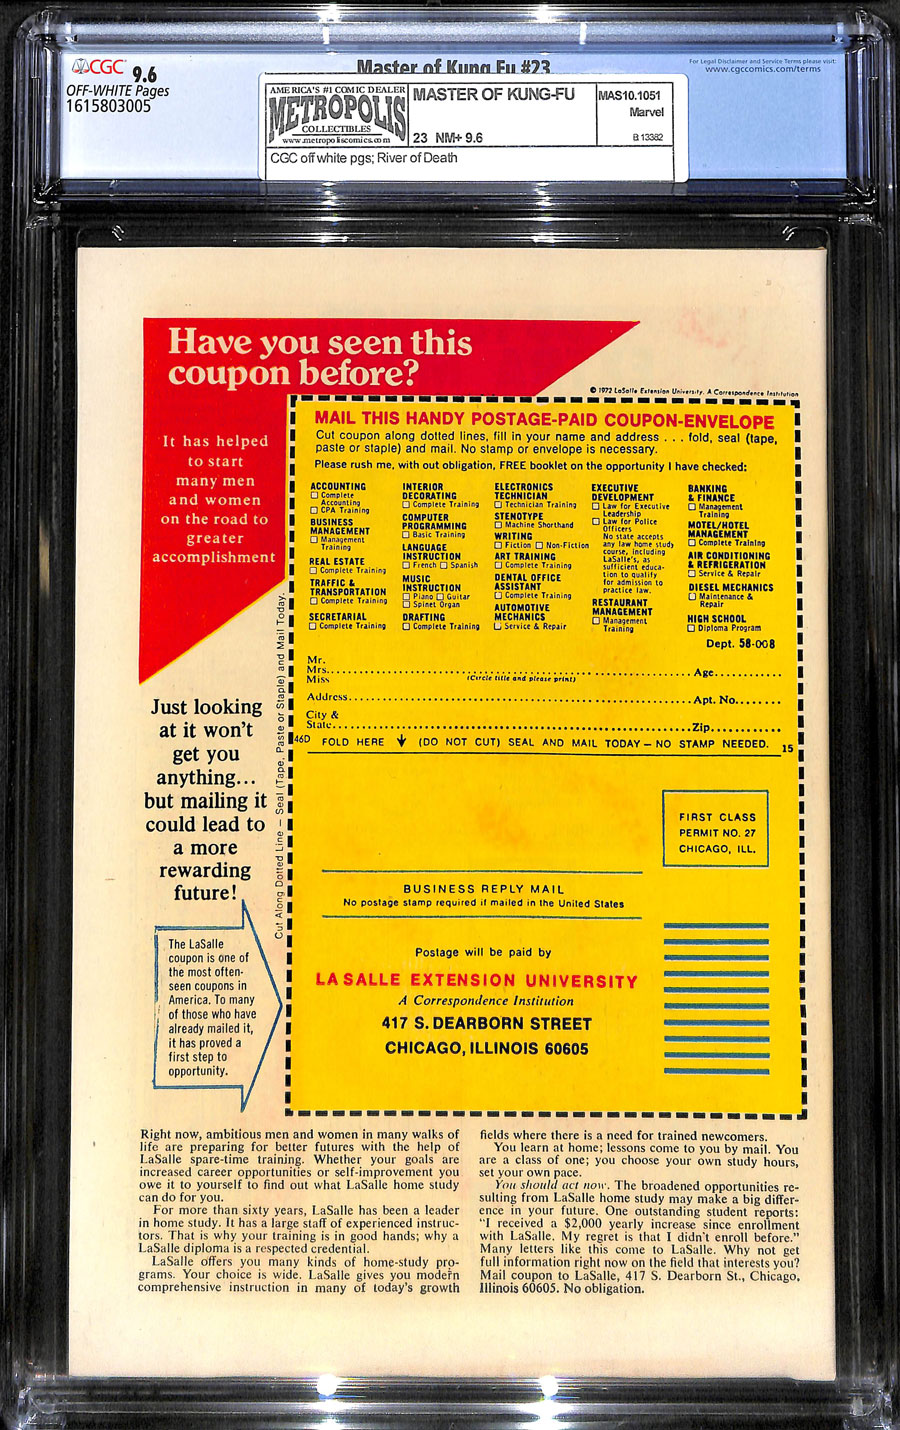 CGC 9.6
OFF-WHITE Pages
1615803005
Master of Kung Fu #23
For Legal Disclaimer and Service Terms please visit:
www.cgccomics.com/terms
AMERICA'S #1 COMIC DEALER
METROPOLIS
COLLECTIBLES
www.metropoliscomics.com
MASTER OF KUNG-FU
23 NM+ 9.6
MAS10.1051
Marvel
B 13382
CGC off white pgs; River of Death
Have you seen this
coupon before?
It has helped
to start
many men
and women
on the road to
greater
accomplishment
Just looking
at it won't
get you
anything...
but mailing it
could lead to
a more
rewarding
future!
The LaSalle
coupon is one of
the most often-
seen coupons in
America. To many
of those who have
already mailed it,
it has proved a
first step to
opportunity.
© 1972 LaSalle Extension University. A Correspondence Institution
MAIL THIS HANDY POSTAGE-PAID COUPON-ENVELOPE
Cut coupon along dotted lines, fill in your name and address . . . fold, seal (tape,
paste or staple) and mail. No stamp or envelope is necessary.
Please rush me, with out obligation, FREE booklet on the opportunity I have checked:
ACCOUNTING
☐ Complete
Accounting
☐ CPA Training
BUSINESS
MANAGEMENT
☐ Management
Training
REAL ESTATE
☐ Complete Training
TRAFFIC &
TRANSPORTATION
☐ Complete Training
SECRETARIAL
☐ Complete Training
INTERIOR
DECORATING
☐ Complete Training
COMPUTER
PROGRAMMING
☐ Basic Training
LANGUAGE
INSTRUCTION
☐ French ☐ Spanish
MUSIC
INSTRUCTION
☐ Piano ☐ Guitar
☐ Spinet Organ
DRAFTING
☐ Complete Training
ELECTRONICS
TECHNICIAN
☐ Technician Training
STENOTYPE
☐ Machine Shorthand
WRITING
☐ Fiction ☐ Non-Fiction
ART TRAINING
☐ Complete Training
DENTAL OFFICE
ASSISTANT
☐ Complete Training
AUTOMOTIVE
MECHANICS
☐ Service & Repair
EXECUTIVE
DEVELOPMENT
☐ Law for Executive
Leadership
☐ Law for Police
Officers
No state accepts
any law home study
course, including
LaSalle's, as
sufficient educa-
tion to qualify
for admission to
practice law.
RESTAURANT
MANAGEMENT
☐ Management
Training
BANKING
& FINANCE
☐ Management
Training
MOTEL/HOTEL
MANAGEMENT
☐ Complete Training
AIR CONDITIONING
& REFRIGERATION
☐ Service & Repair
DIESEL MECHANICS
☐ Maintenance &
Repair
HIGH SCHOOL
☐ Diploma Program
Dept. 58-008
Mr.
Mrs. Age
Miss (Circle title and please print)
Address Apt. No.
City &
State Zip
46D FOLD HERE ↓ (DO NOT CUT) SEAL AND MAIL TODAY — NO STAMP NEEDED. 15
Cut Along Dotted Line — Seal (Tape, Paste or Staple) and Mail Today.
FIRST CLASS
PERMIT NO. 27
CHICAGO, ILL.
BUSINESS REPLY MAIL
No postage stamp required if mailed in the United States
Postage will be paid by
LA SALLE EXTENSION UNIVERSITY
A Correspondence Institution
417 S. DEARBORN STREET
CHICAGO, ILLINOIS 60605
Right now, ambitious men and women in many walks of
life are preparing for better futures with the help of
LaSalle spare-time training. Whether your goals are
increased career opportunities or self-improvement you
owe it to yourself to find out what LaSalle home study
can do for you.
For more than sixty years, LaSalle has been a leader
in home study. It has a large staff of experienced instruc-
tors. That is why your training is in good hands; why a
LaSalle diploma is a respected credential.
LaSalle offers you many kinds of home-study pro-
grams. Your choice is wide. LaSalle gives you modern
comprehensive instruction in many of today's growth
fields where there is a need for trained newcomers.
You learn at home; lessons come to you by mail. You
are a class of one; you choose your own study hours,
set your own pace.
You should act now. The broadened opportunities re-
sulting from LaSalle home study may make a big differ-
ence in your future. One outstanding student reports:
"I received a $2,000 yearly increase since enrollment
with LaSalle. My regret is that I didn't enroll before."
Many letters like this come to LaSalle. Why not get
full information right now on the field that interests you?
Mail coupon to LaSalle, 417 S. Dearborn St., Chicago,
Illinois 60605. No obligation.